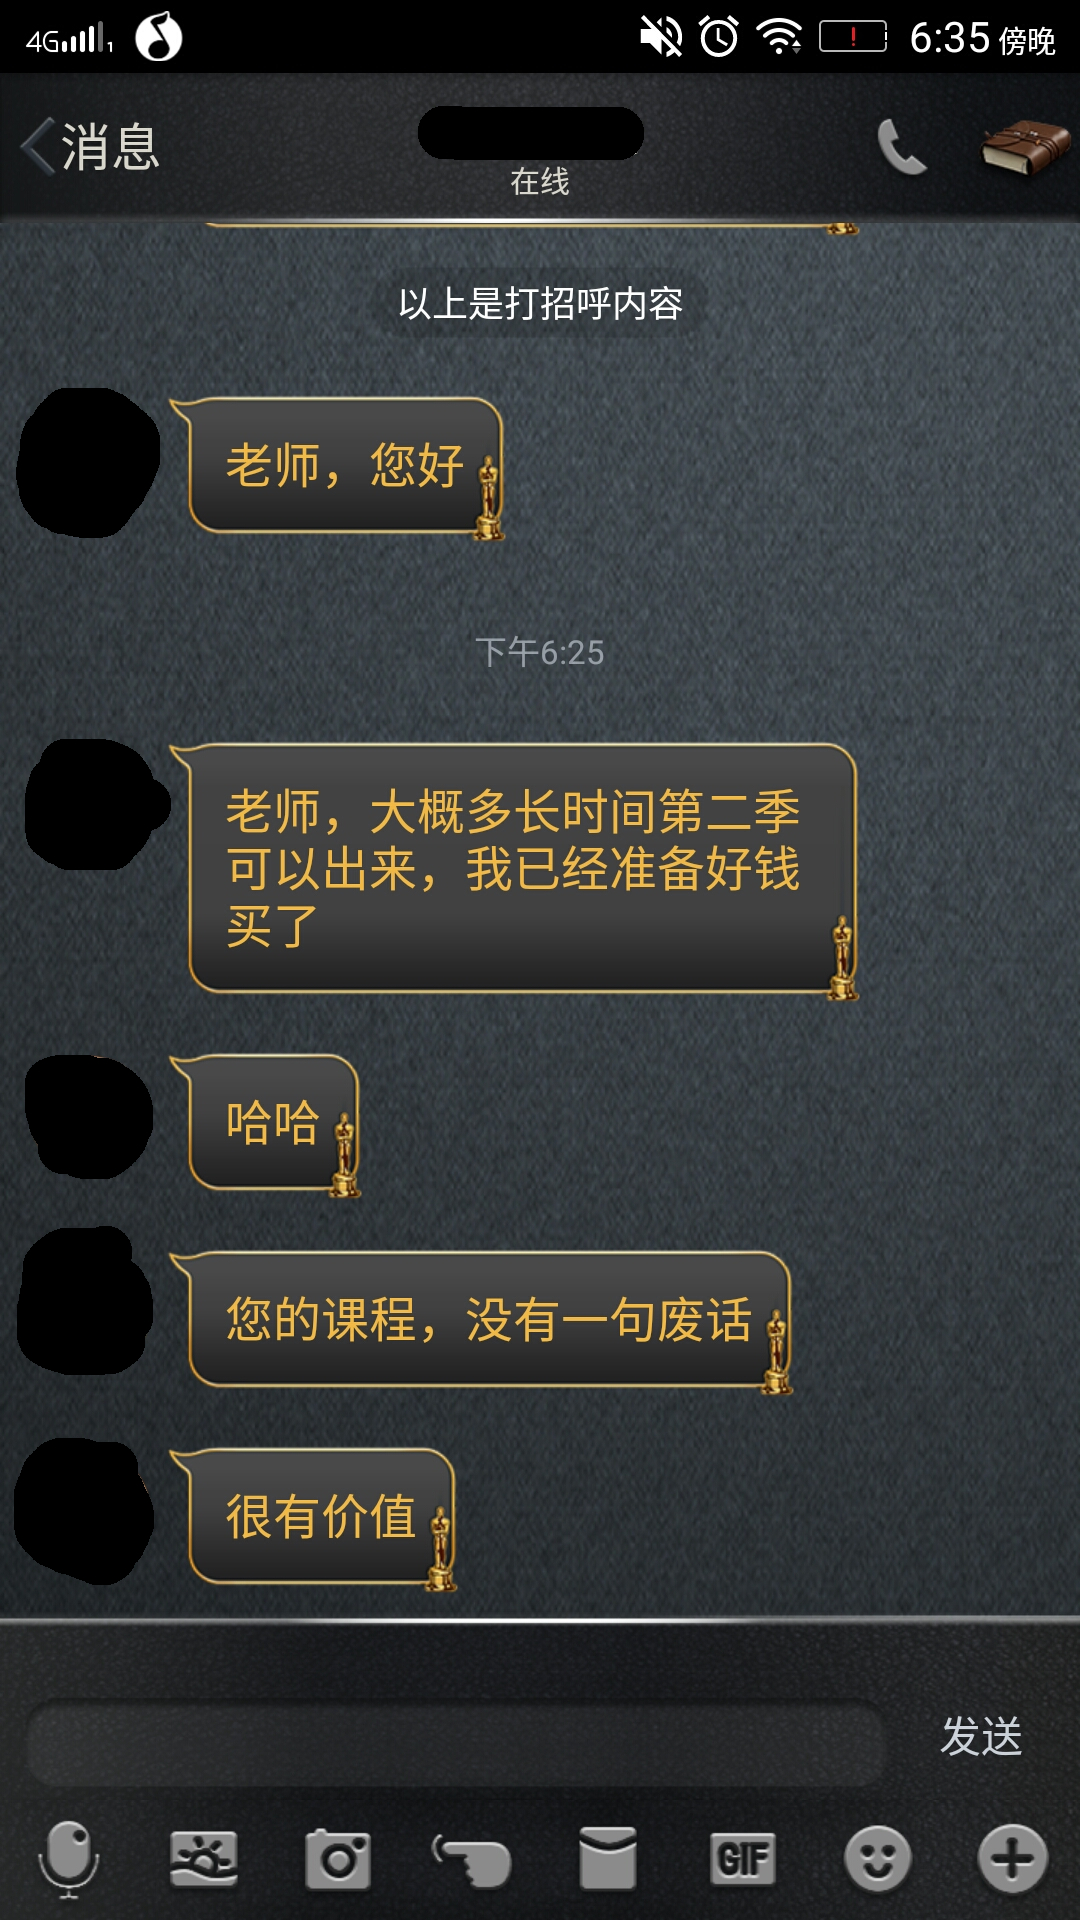 4G 1 6:35 傍晚
消息
在线
以上是打招呼内容
老师，您好
下午6:25
老师，大概多长时间第二季
可以出来，我已经准备好钱
买了
哈哈
您的课程，没有一句废话
很有价值
发送
GIF